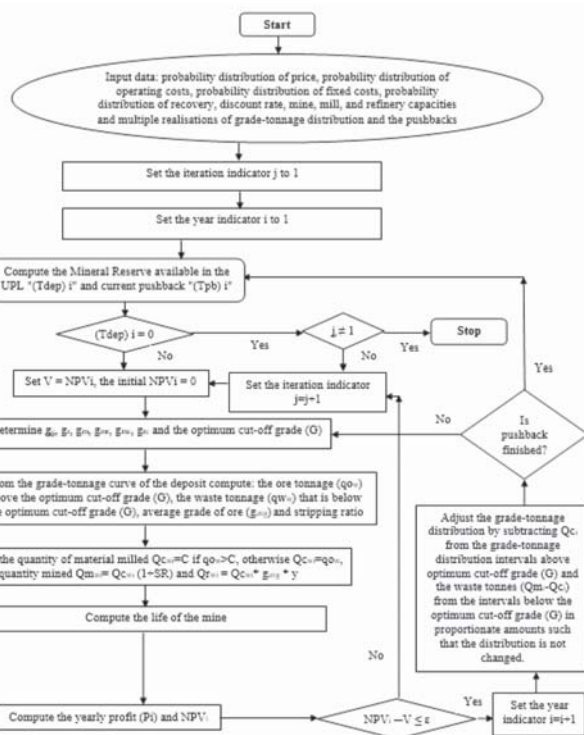 Start
Input data: probability distribution of price, probability distribution of
operating costs, probability distribution of fixed costs, probability
distribution of recovery, discount rate, mine, mill, and refinery capacities
and multiple realisations of grade-tonnage distribution and the pushbacks
Set the iteration indicator j to 1
Set the year indicator i to 1
Compute the Mineral Reserve available in the
UPL "(Tdep) i" and current pushback "(Tpb) i"
(Tdep) i = 0
Yes
j ≠ 1
Yes
Stop
No
No
Set V = NPVi, the initial NPVi = 0
Set the iteration indicator
j=j+1
Yes
No
Is
pushback
finished?
and the optimum cut-off grade (G)
from the grade-tonnage curve of the deposit compute: the ore tonnage
the optimum cut-off grade (G), the waste tonnage that is below
optimum cut-off grade (G), average grade of ore and stripping ratio
the quantity of material milled otherwise
quantity mined (1+SR) and * y
Compute the life of the mine
Adjust the grade-tonnage
distribution by subtracting
from the grade-tonnage
distribution intervals above
optimum cut-off grade (G) and
the waste tonnes
from the intervals below the
optimum cut-off grade (G) in
proportionate amounts such
that the distribution is not
changed.
No
Compute the yearly profit (Pi) and NPVi
NPVi –V ≤ ε
Yes
Set the year
indicator i=i+1